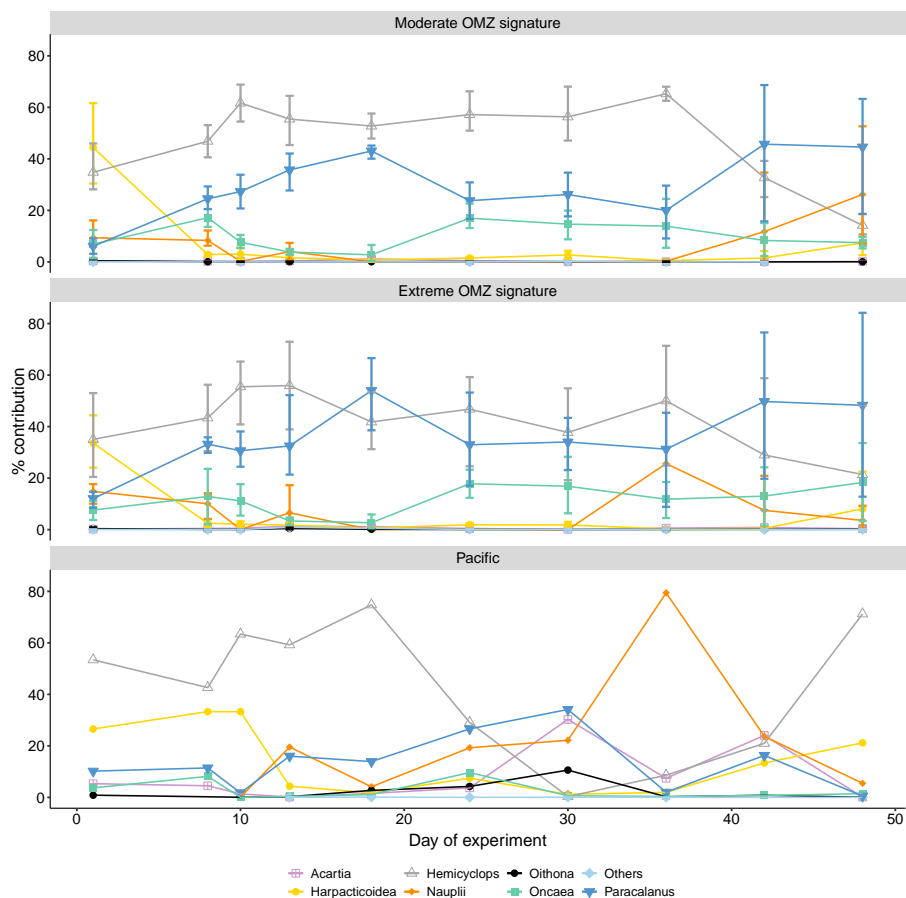 Moderate OMZ signature
80
60
40
20
0
Extreme OMZ signature
80
60
40
20
0
% contribution
Pacific
80
60
40
20
0
0 10 20 30 40 50
Day of experiment
Acartia Hemicyclops Oithona Others
Harpacticoidea Nauplii Oncaea Paracalanus